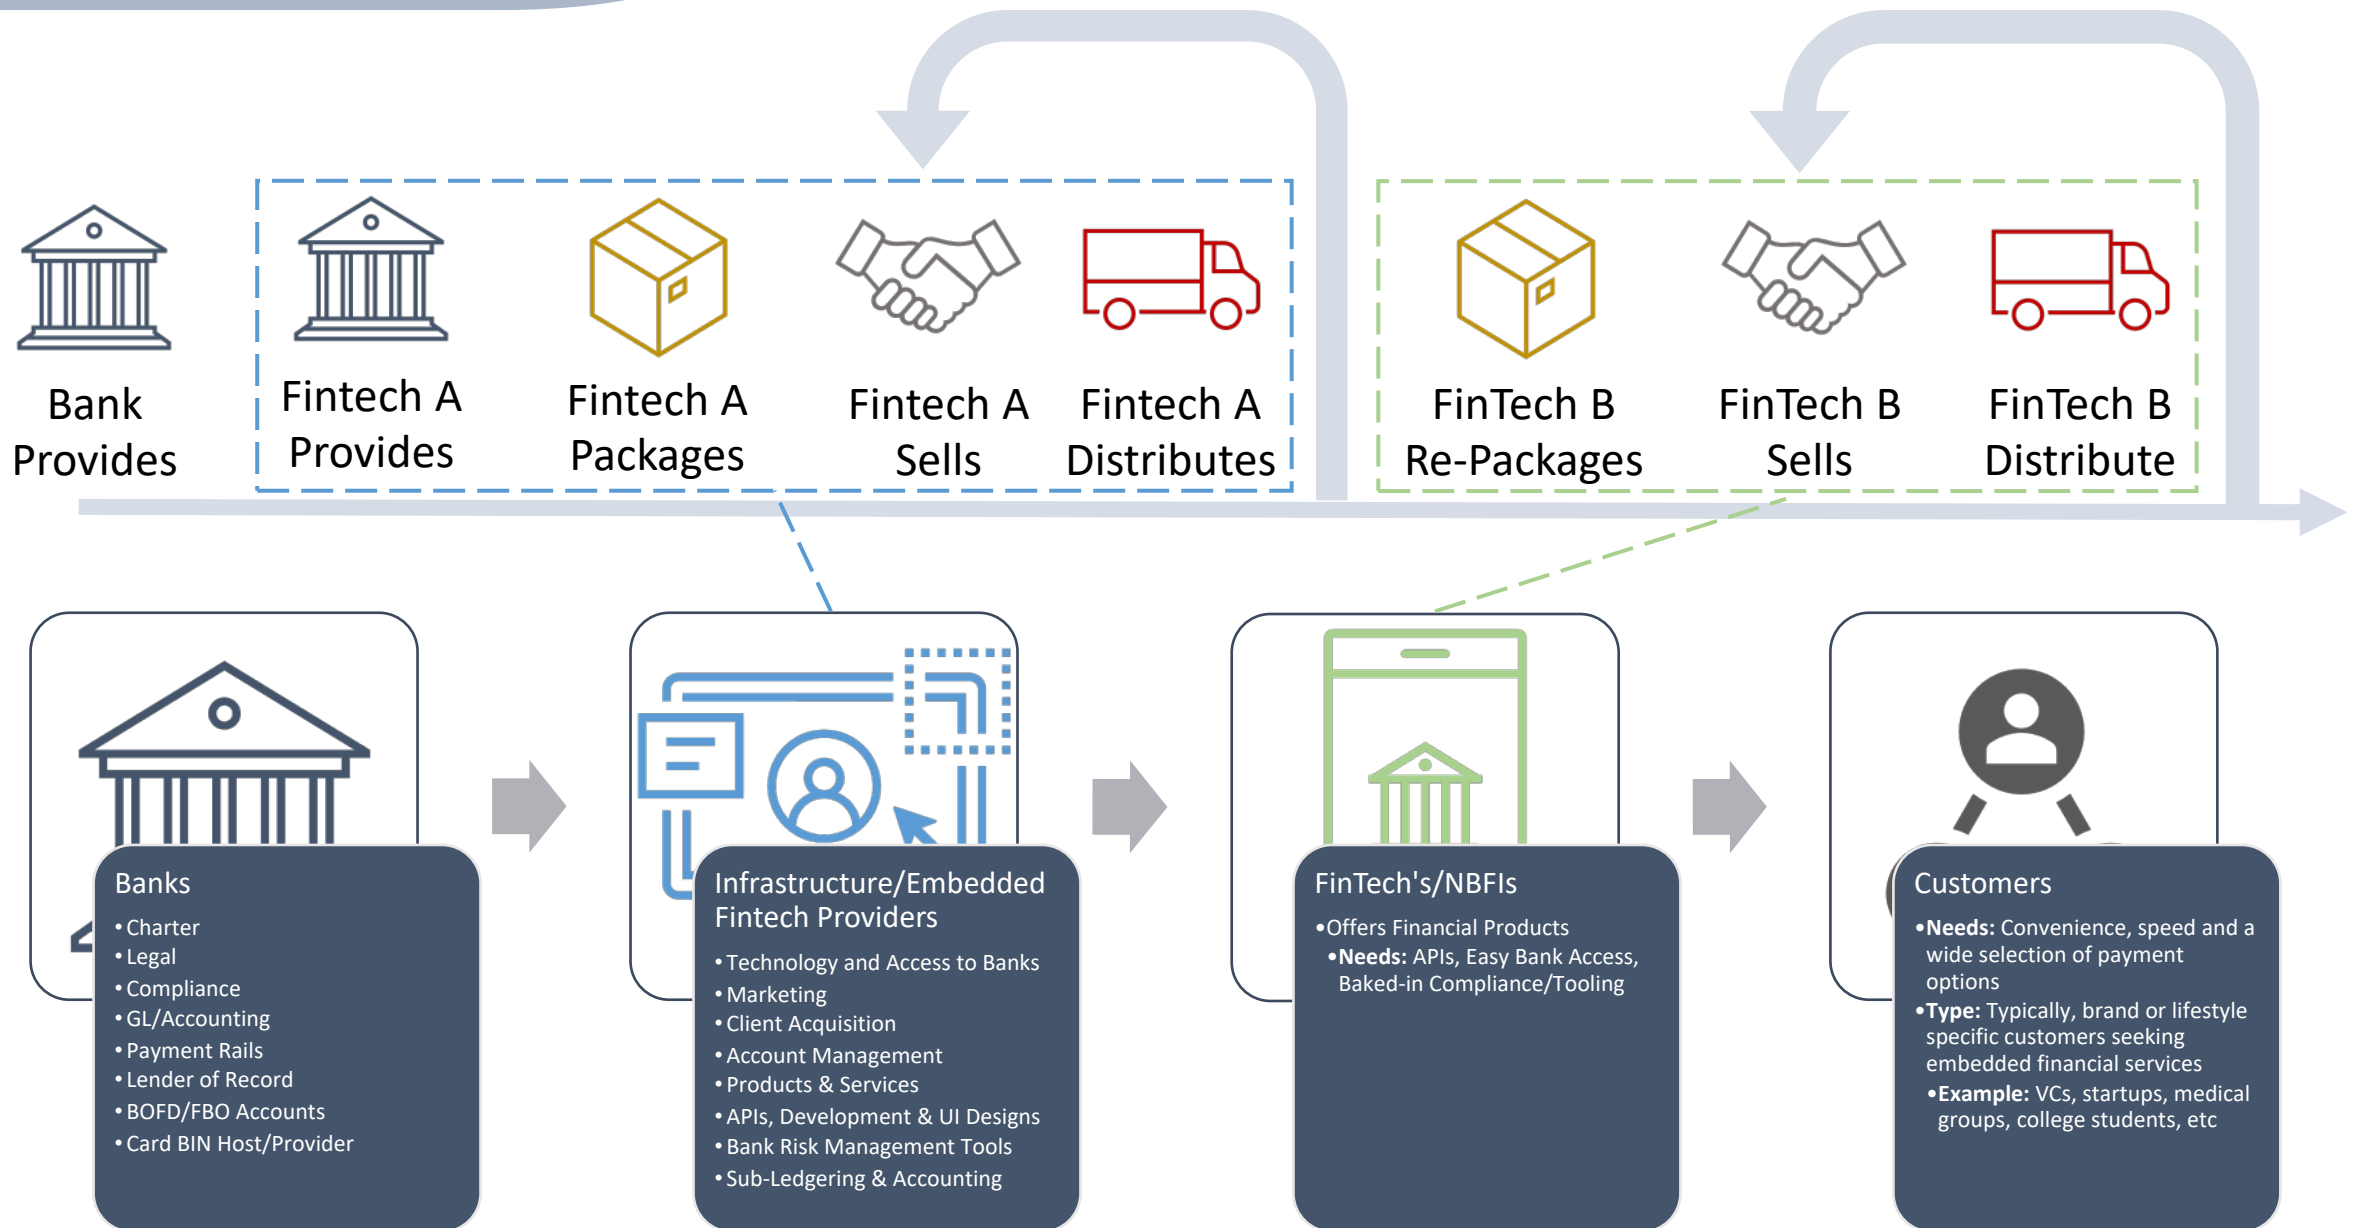 Bank
Provides
Fintech A
Provides
Fintech A
Packages
Fintech A
Sells
Fintech A
Distributes
FinTech B
Re-Packages
FinTech B
Sells
FinTech B
Distribute
Banks
• Charter
• Legal
• Compliance
• GL/Accounting
• Payment Rails
• Lender of Record
• BOFD/FBO Accounts
• Card BIN Host/Provider
Infrastructure/Embedded
Fintech Providers
• Technology and Access to Banks
• Marketing
• Client Acquisition
• Account Management
• Products & Services
• APIs, Development & UI Designs
• Bank Risk Management Tools
• Sub-Ledgering & Accounting
FinTech's/NBFIs
•Offers Financial Products
•Needs: APIs, Easy Bank Access,
Baked-in Compliance/Tooling
Customers
•Needs: Convenience, speed and a
wide selection of payment
options
•Type: Typically, brand or lifestyle
specific customers seeking
embedded financial services
•Example: VCs, startups, medical
groups, college students, etc